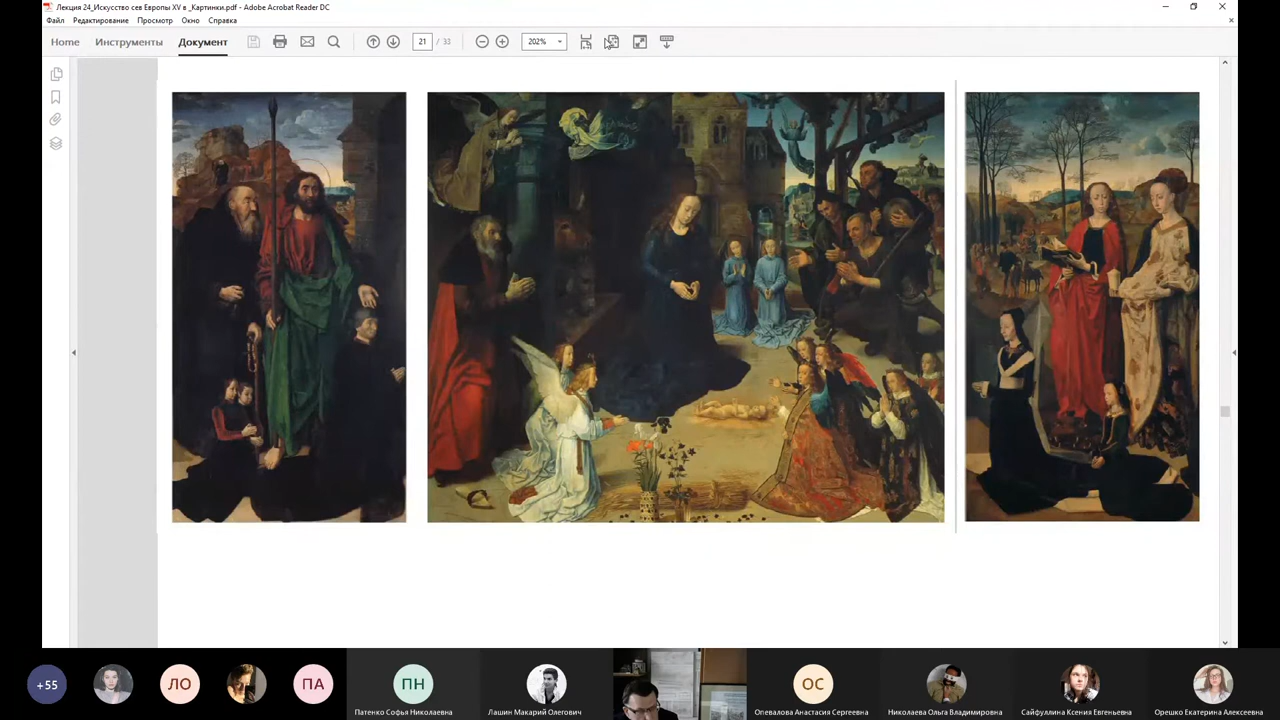 Лекция 24_Искусство сев Европы XV в _Картинки.pdf - Adobe Acrobat Reader DC
Файл Редактирование Просмотр Окно Справка
Home Инструменты Документ 21 / 33 202%
+55 ЛО ПА ПН ОС
Патенко Софья Николаевна Лашин Макарий Олегович Опевалова Анастасия Сергеевна Николаева Ольга Владимировна Сайфуллина Ксения Евгеньевна Орешко Екатерина Алексеевна